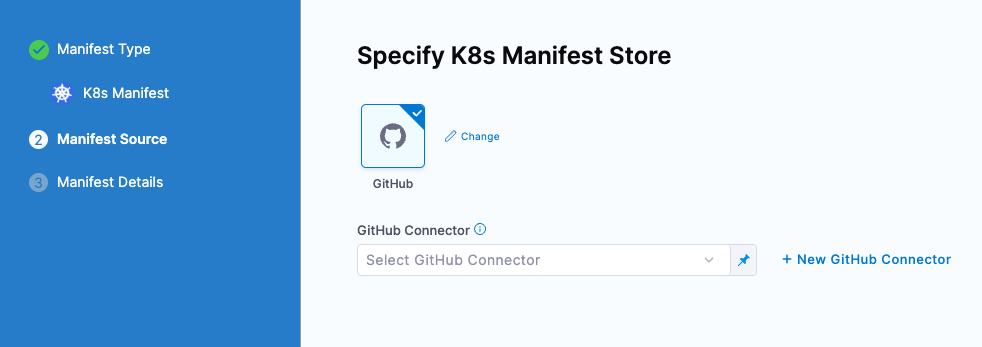 Manifest Type
K8s Manifest
2 Manifest Source
3 Manifest Details
Specify K8s Manifest Store
Change
GitHub
GitHub Connector
Select GitHub Connector
+ New GitHub Connector